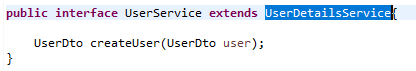 public interface UserService extends UserDetailsService{
UserDto createUser(UserDto user);
}